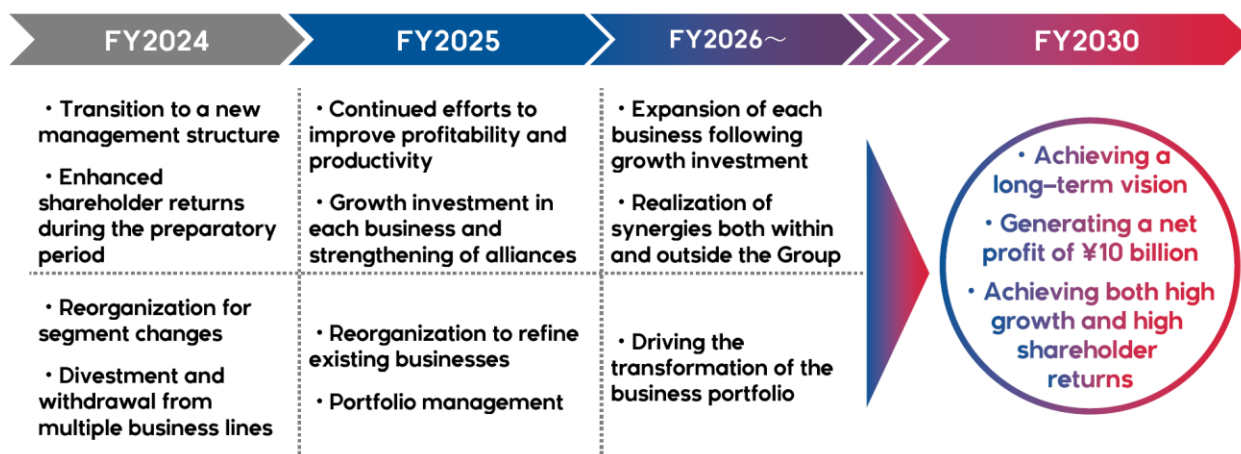 FY2024
FY2025
FY2026～
FY2030
・Transition to a new
management structure
・Enhanced
shareholder returns
during the preparatory
period
・Reorganization for
segment changes
・Divestment and
withdrawal from
multiple business lines
・Continued efforts to
improve profitability and
productivity
・Growth investment in
each business and
strengthening of alliances
・Reorganization to refine
existing businesses
・Portfolio management
・Expansion of each
business following
growth investment
・Realization of
synergies both within
and outside the Group
・Driving the
transformation of the
business portfolio
・Achieving a
long-term vision
・Generating a net
profit of ¥10 billion
・Achieving both high
growth and high
shareholder
returns